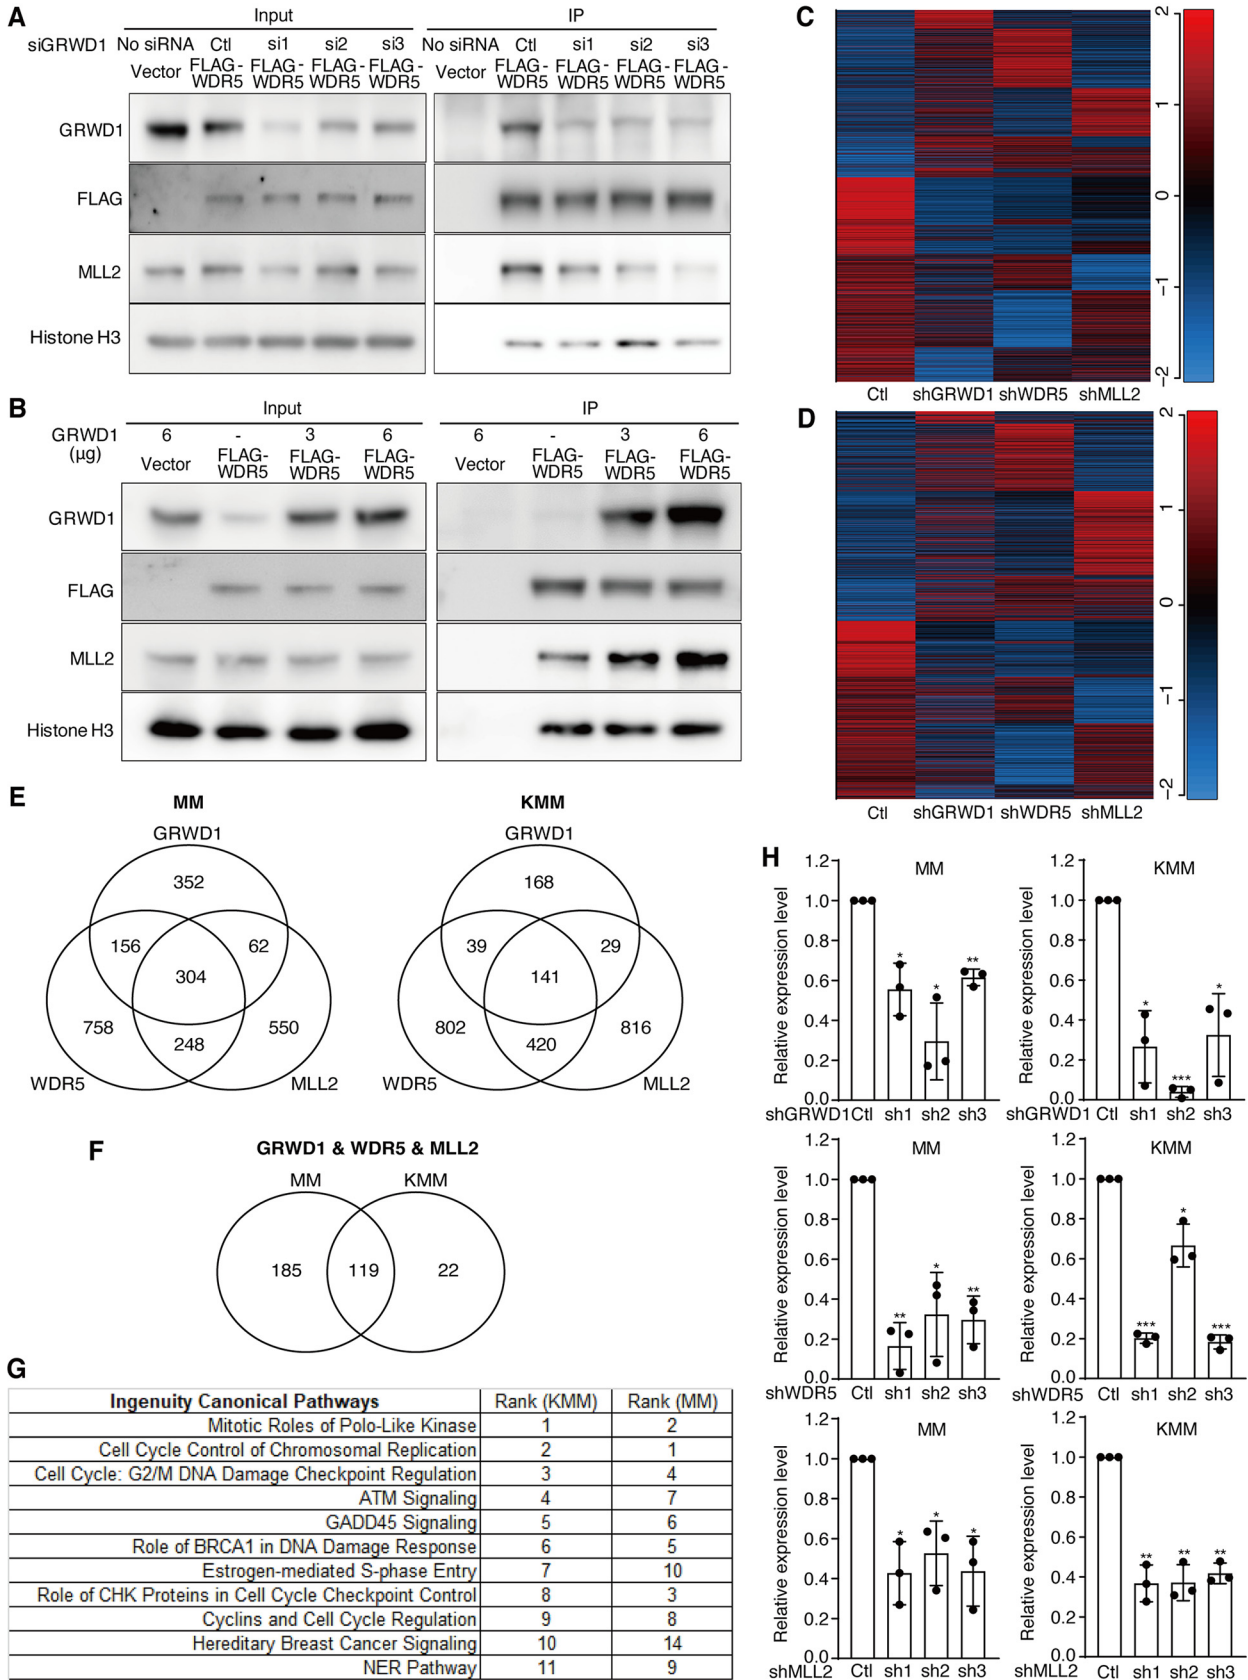 A
Input
IP
siGRWD1 No siRNA Ctl si1 si2 si3 No siRNA Ctl si1 si2 si3
Vector FLAG-WDR5 FLAG-WDR5 FLAG-WDR5 FLAG-WDR5 Vector FLAG-WDR5 FLAG-WDR5 FLAG-WDR5 FLAG-WDR5
GRWD1
FLAG
MLL2
Histone H3
B
Input
IP
GRWD1 (µg) 6 - 3 6 6 - 3 6
Vector FLAG-WDR5 FLAG-WDR5 FLAG-WDR5 Vector FLAG-WDR5 FLAG-WDR5 FLAG-WDR5
GRWD1
FLAG
MLL2
Histone H3
C
2
1
0
−1
−2
Ctl shGRWD1 shWDR5 shMLL2
D
2
1
0
−1
−2
Ctl shGRWD1 shWDR5 shMLL2
E
MM
GRWD1
352
156
62
304
758
550
248
WDR5
MLL2
KMM
GRWD1
168
39
29
141
802
816
420
WDR5
MLL2
F
GRWD1 & WDR5 & MLL2
MM KMM
185 119 22
G
Ingenuity Canonical Pathways Rank (KMM) Rank (MM)
Mitotic Roles of Polo-Like Kinase 1 2
Cell Cycle Control of Chromosomal Replication 2 1
Cell Cycle: G2/M DNA Damage Checkpoint Regulation 3 4
ATM Signaling 4 7
GADD45 Signaling 5 6
Role of BRCA1 in DNA Damage Response 6 5
Estrogen-mediated S-phase Entry 7 10
Role of CHK Proteins in Cell Cycle Checkpoint Control 8 3
Cyclins and Cell Cycle Regulation 9 8
Hereditary Breast Cancer Signaling 10 14
NER Pathway 11 9
H
MM
Relative expression level
1.2
1.0
0.8
0.6
0.4
0.2
0.0
* * **
shGRWD1 Ctl sh1 sh2 sh3
KMM
Relative expression level
1.2
1.0
0.8
0.6
0.4
0.2
0.0
* *** *
shGRWD1 Ctl sh1 sh2 sh3
MM
Relative expression level
1.2
1.0
0.8
0.6
0.4
0.2
0.0
** * **
shWDR5 Ctl sh1 sh2 sh3
KMM
Relative expression level
1.2
1.0
0.8
0.6
0.4
0.2
0.0
*** * ***
shWDR5 Ctl sh1 sh2 sh3
MM
Relative expression level
1.2
1.0
0.8
0.6
0.4
0.2
0.0
* * *
shMLL2 Ctl sh1 sh2 sh3
KMM
Relative expression level
1.2
1.0
0.8
0.6
0.4
0.2
0.0
** ** **
shMLL2 Ctl sh1 sh2 sh3